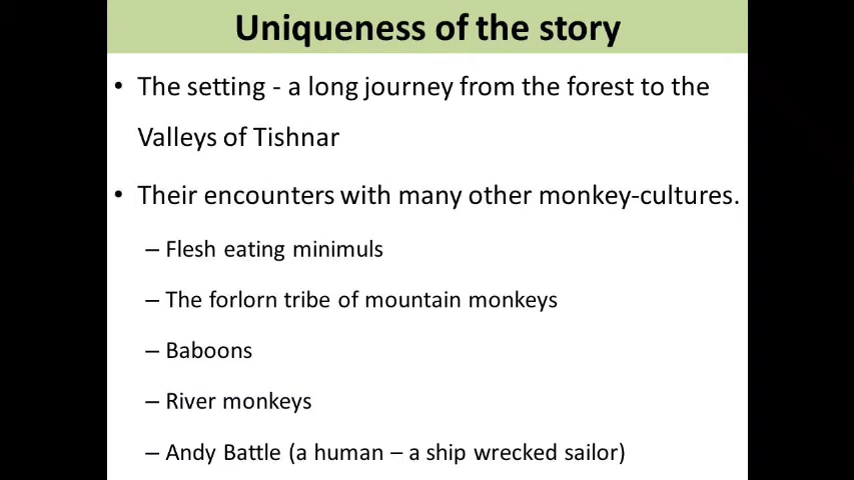 Uniqueness of the story
• The setting - a long journey from the forest to the
Valleys of Tishnar
• Their encounters with many other monkey-cultures.
– Flesh eating minimuls
– The forlorn tribe of mountain monkeys
– Baboons
– River monkeys
– Andy Battle (a human – a ship wrecked sailor)